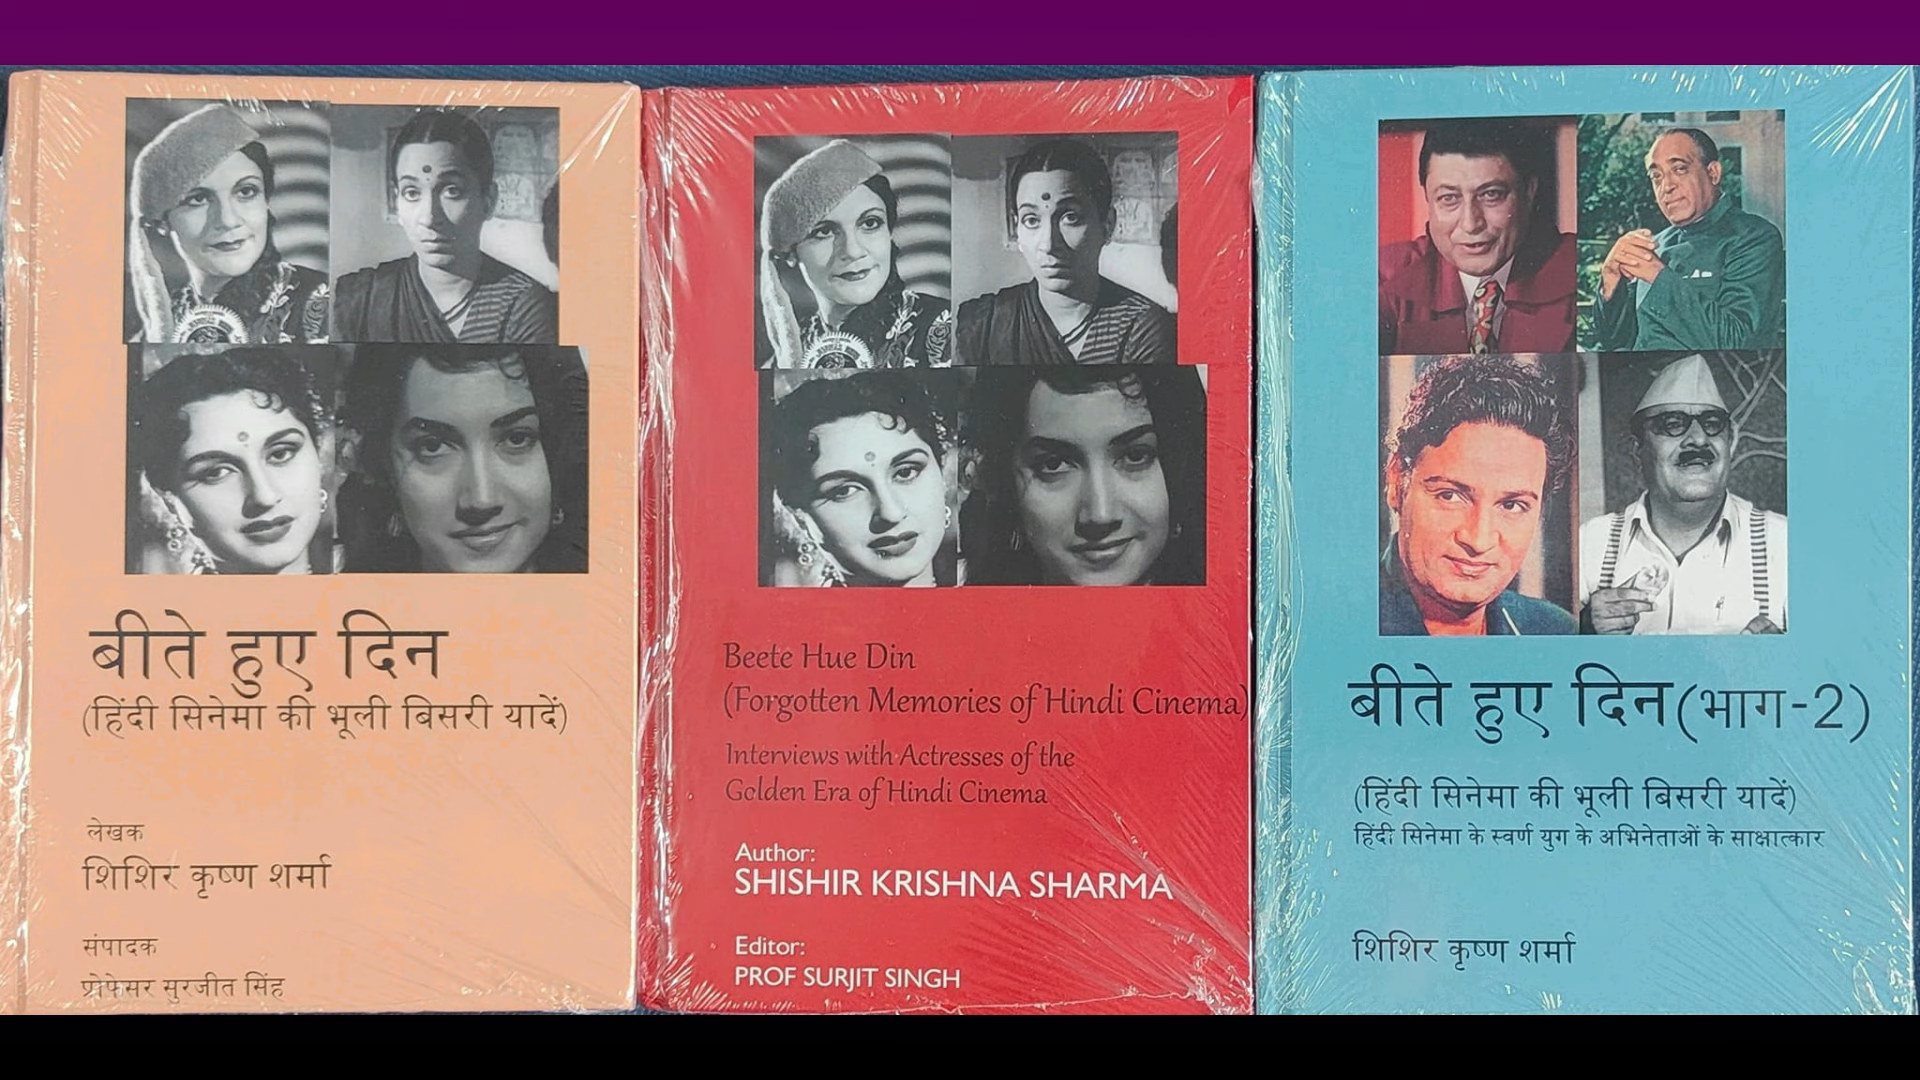 बीते हुए दिन
(हिंदी सिनेमा की भूली बिसरी यादें)
लेखक
शिशिर कृष्ण शर्मा
संपादक
प्रोफेसर सुरजीत सिंह
Beete Hue Din
(Forgotten Memories of Hindi Cinema)
Interviews with Actresses of the
Golden Era of Hindi Cinema
Author:
SHISHIR KRISHNA SHARMA
Editor:
PROF SURJIT SINGH
बीते हुए दिन(भाग-2)
(हिंदी सिनेमा की भूली बिसरी यादें)
हिंदी सिनेमा के स्वर्ण युग के अभिनेताओं के साक्षात्कार
शिशिर कृष्ण शर्मा